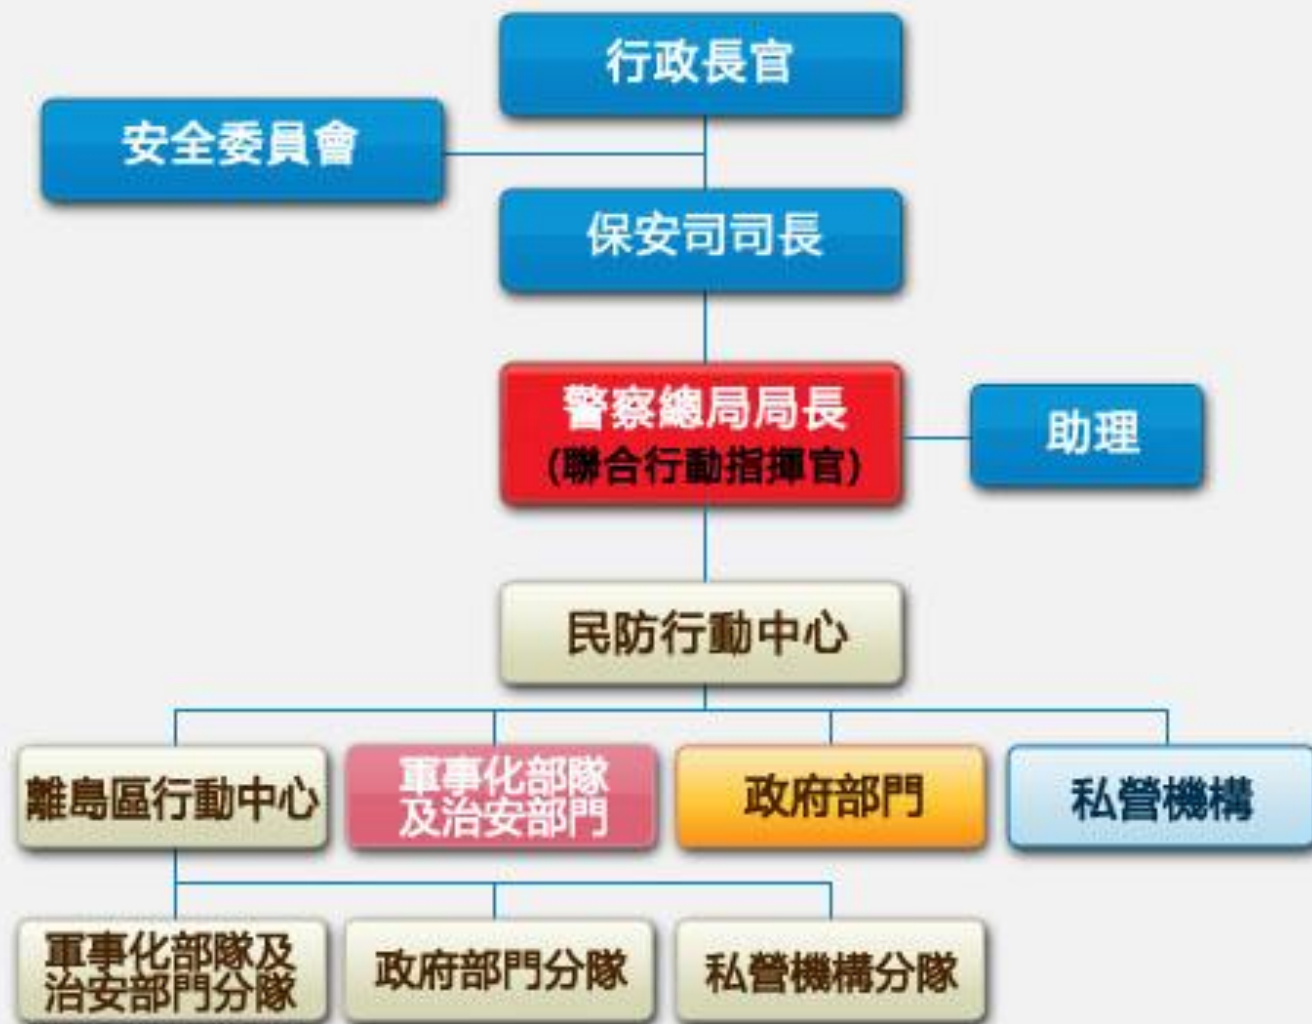 行政長官
安全委員會
保安司司長
警察總局局長
(聯合行動指揮官)
助理
民防行動中心
離島區行動中心
軍事化部隊
及治安部門
政府部門
私營機構
軍事化部隊及
治安部門分隊
政府部門分隊
私營機構分隊